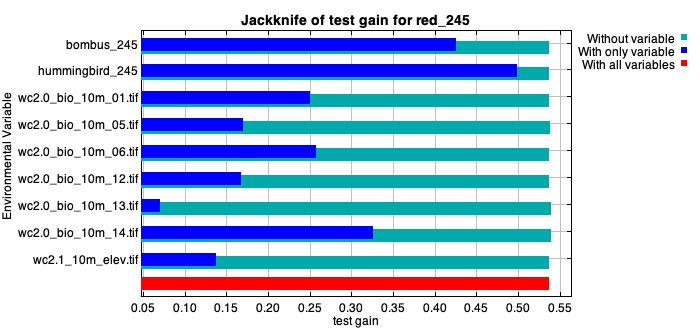 Jackknife of test gain for red_245
Environmental Variable
bombus_245
hummingbird_245
wc2.0_bio_10m_01.tif
wc2.0_bio_10m_05.tif
wc2.0_bio_10m_06.tif
wc2.0_bio_10m_12.tif
wc2.0_bio_10m_13.tif
wc2.0_bio_10m_14.tif
wc2.1_10m_elev.tif
0.05 0.10 0.15 0.20 0.25 0.30 0.35 0.40 0.45 0.50 0.55
test gain
Without variable
With only variable
With all variables